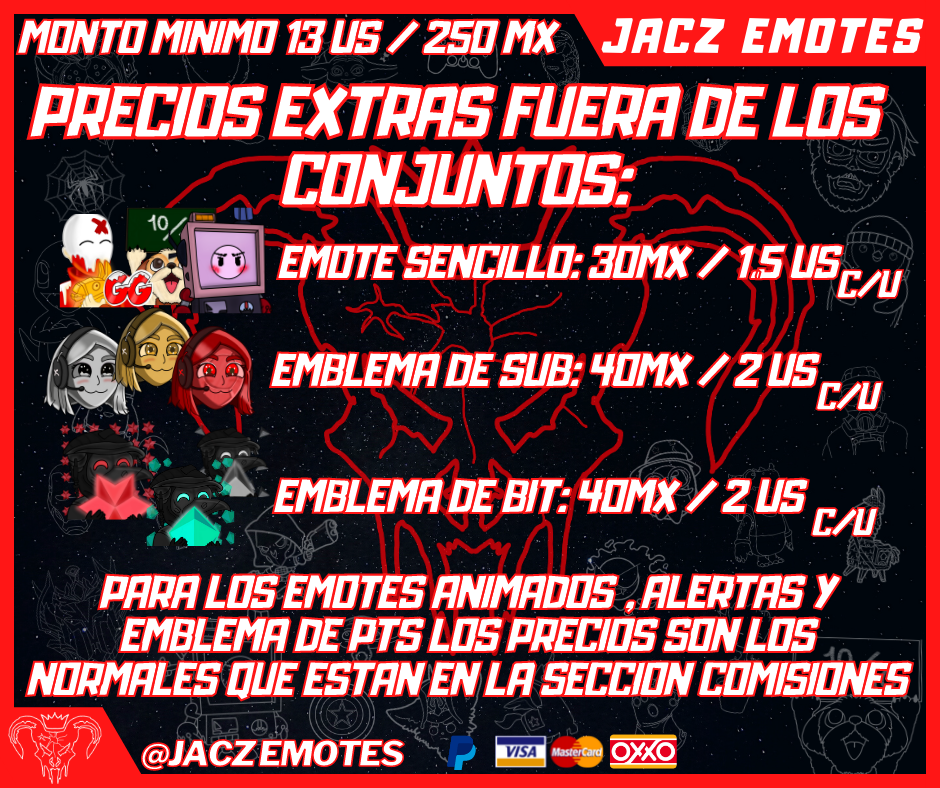 MONTO MINIMO 13 US / 250 MX
JACZ EMOTES
PRECIOS EXTRAS FUERA DE LOS
CONJUNTOS:
10/
GG
EMOTE SENCILLO: 30MX / 1.5 US
C/U
EMBLEMA DE SUB: 40MX / 2 US
C/U
EMBLEMA DE BIT: 40MX / 2 US
C/U
PARA LOS EMOTES ANIMADOS , ALERTAS Y
EMBLEMA DE PTS LOS PRECIOS SON LOS
NORMALES QUE ESTAN EN LA SECCION COMISIONES
10/
@JACZEMOTES
P
VISA
MasterCard
OXXO